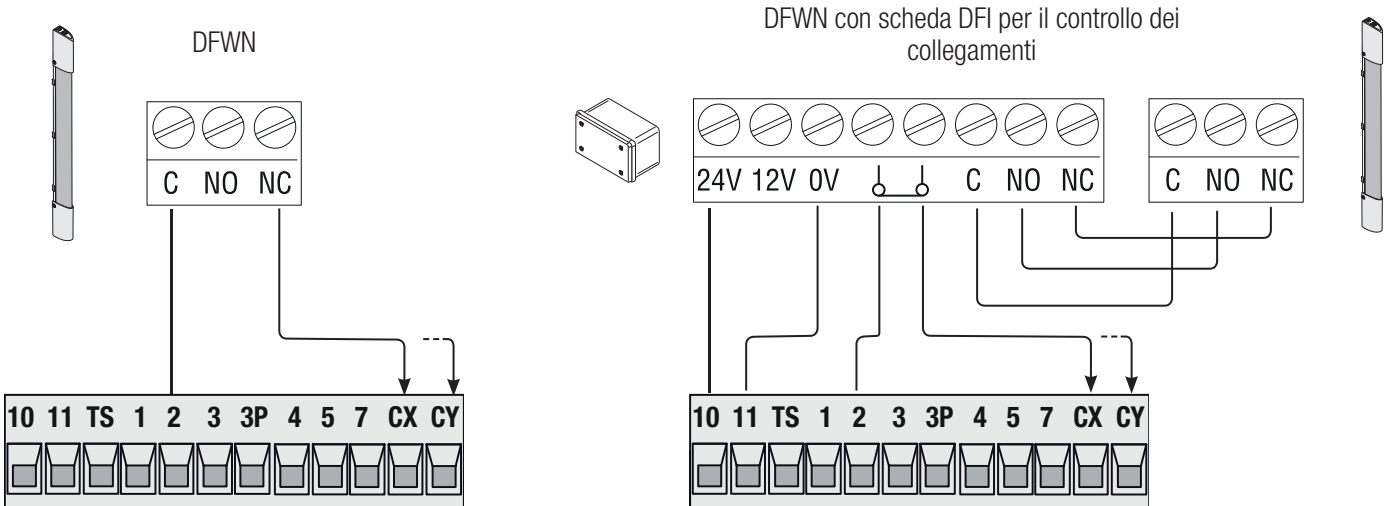 DFWN
C NO NC
10 11 TS 1 2 3 3P 4 5 7 CX CY
DFWN con scheda DFI per il controllo dei
collegamenti
24V 12V 0V C NO NC
C NO NC
10 11 TS 1 2 3 3P 4 5 7 CX CY